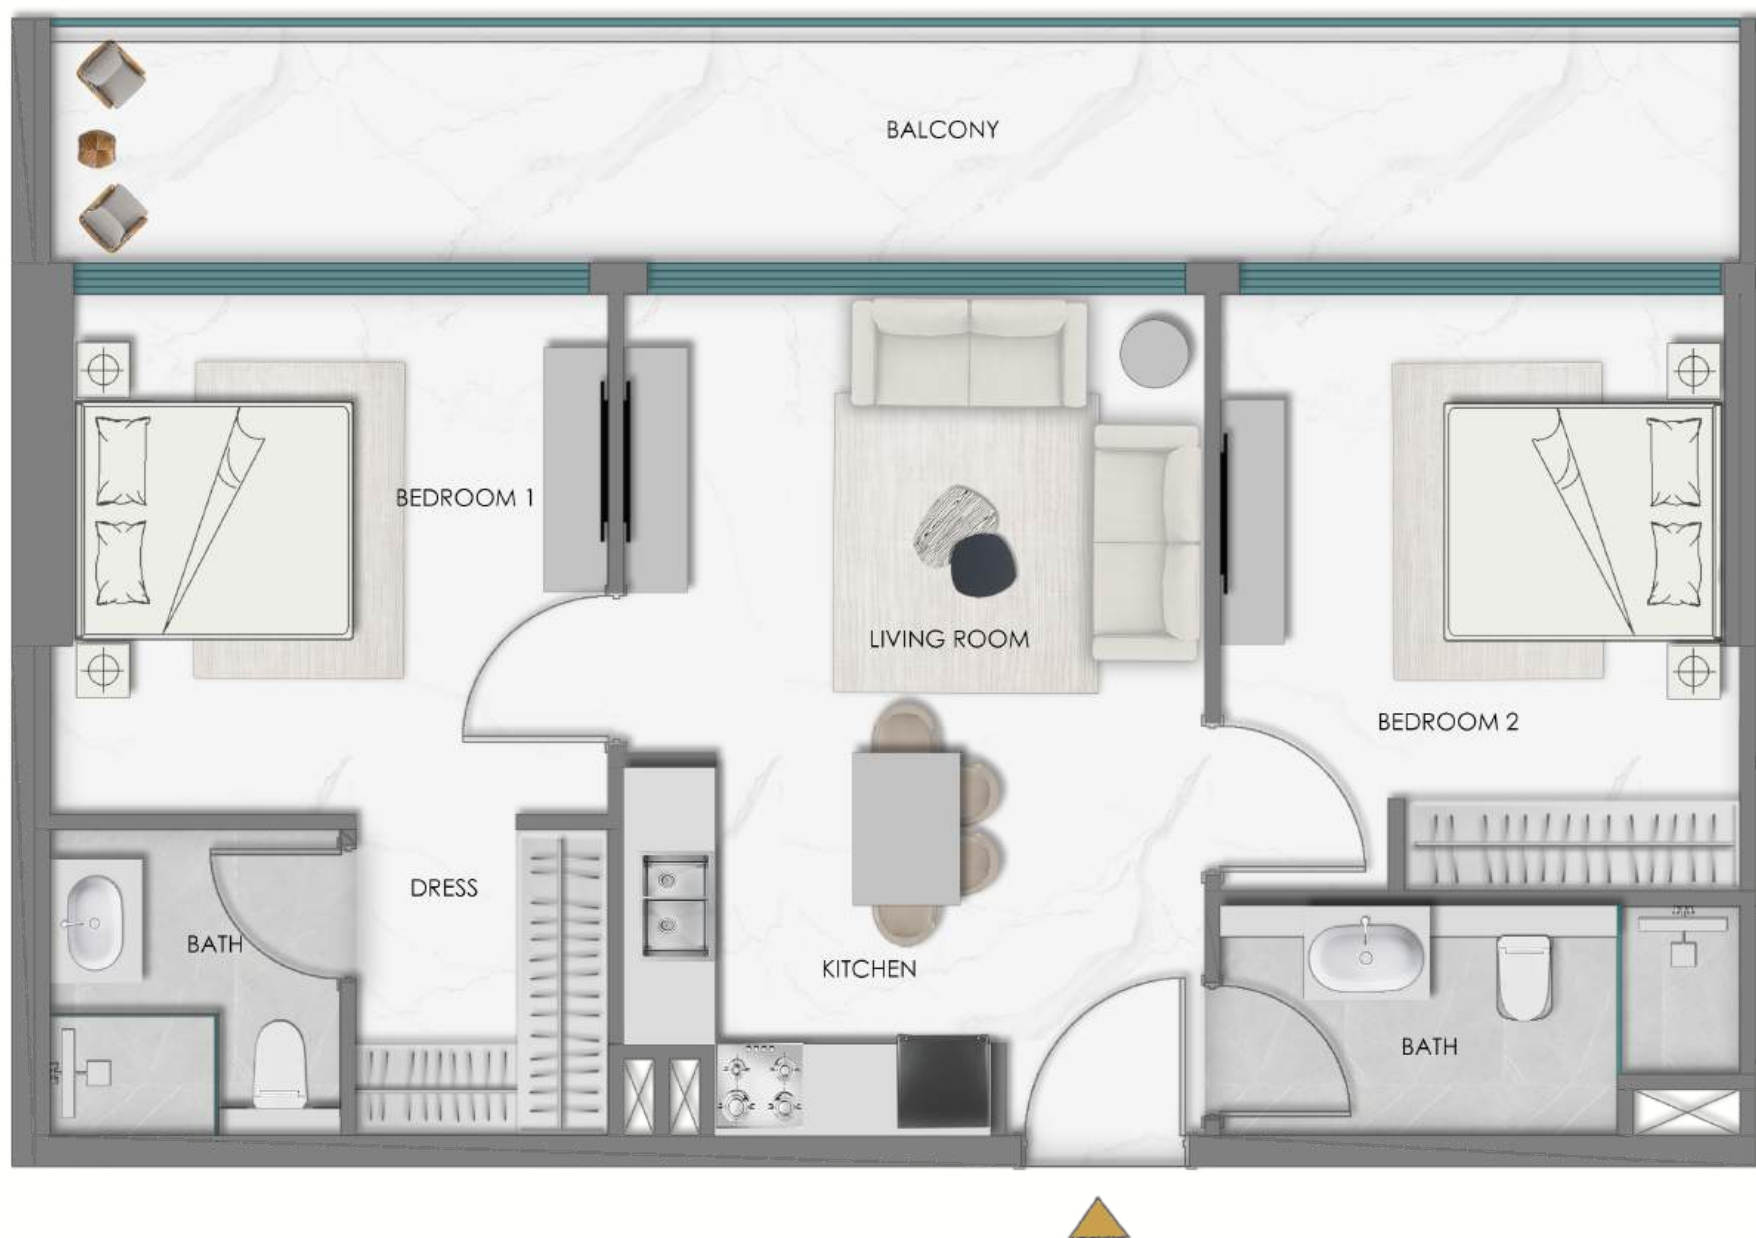 BALCONY
BEDROOM 1
LIVING ROOM
BEDROOM 2
DRESS
BATH
KITCHEN
BATH